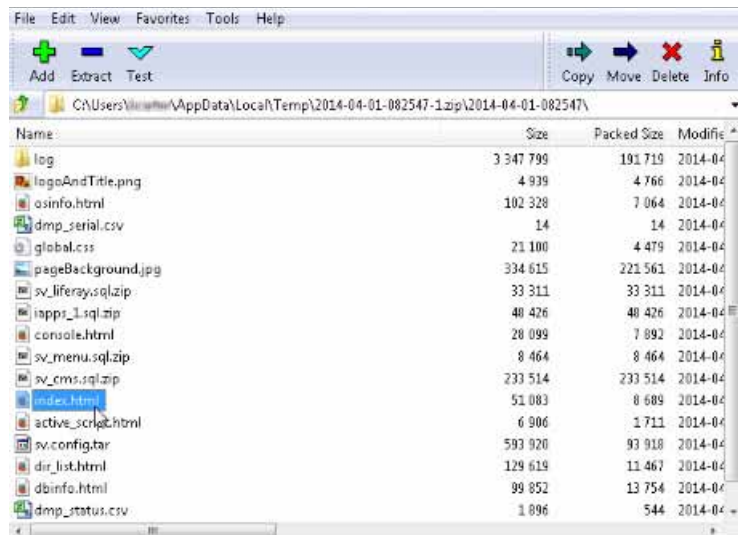 File Edit View Favorites Tools Help
Add Extract Test Copy Move Delete Info
C:\Users\ \AppData\Local\Temp\2014-04-01-082547-1.zip\2014-04-01-082547\
Name Size Packed Size Modifie
log 3 347 799 191 719 2014-04
logoAndTitle.png 4 939 4 766 2014-04
osinfo.html 102 328 7 064 2014-04
dmp_serial.csv 14 14 2014-04
global.css 21 100 4 479 2014-04
pageBackground.jpg 334 615 221 561 2014-04
sv_liferay.sql.zip 33 311 33 311 2014-04
iapps_1.sql.zip 48 426 48 426 2014-04
console.html 28 099 7 892 2014-04
sv_menu.sql.zip 8 464 8 464 2014-04
sv_cms.sql.zip 233 514 233 514 2014-04
index.html 51 083 8 689 2014-04
active_script.html 6 906 1 711 2014-04
sv.config.tar 593 920 93 918 2014-04
dir_list.html 129 619 11 467 2014-04
dbinfo.html 99 852 13 754 2014-04
dmp_status.csv 1 896 544 2014-04